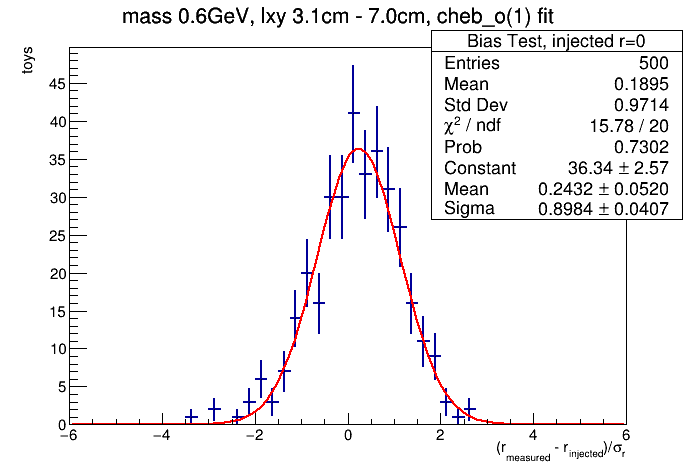 mass 0.6GeV, lxy 3.1cm - 7.0cm, cheb_o(1) fit
toys
Bias Test, injected r=0
Entries 500
Mean 0.1895
Std Dev 0.9714
χ² / ndf 15.78 / 20
Prob 0.7302
Constant 36.34 ± 2.57
Mean 0.2432 ± 0.0520
Sigma 0.8984 ± 0.0407
45
40
35
30
25
20
15
10
5
0
−6 −4 −2 0 2 4 6
(r_measured - r_injected)/σ_r